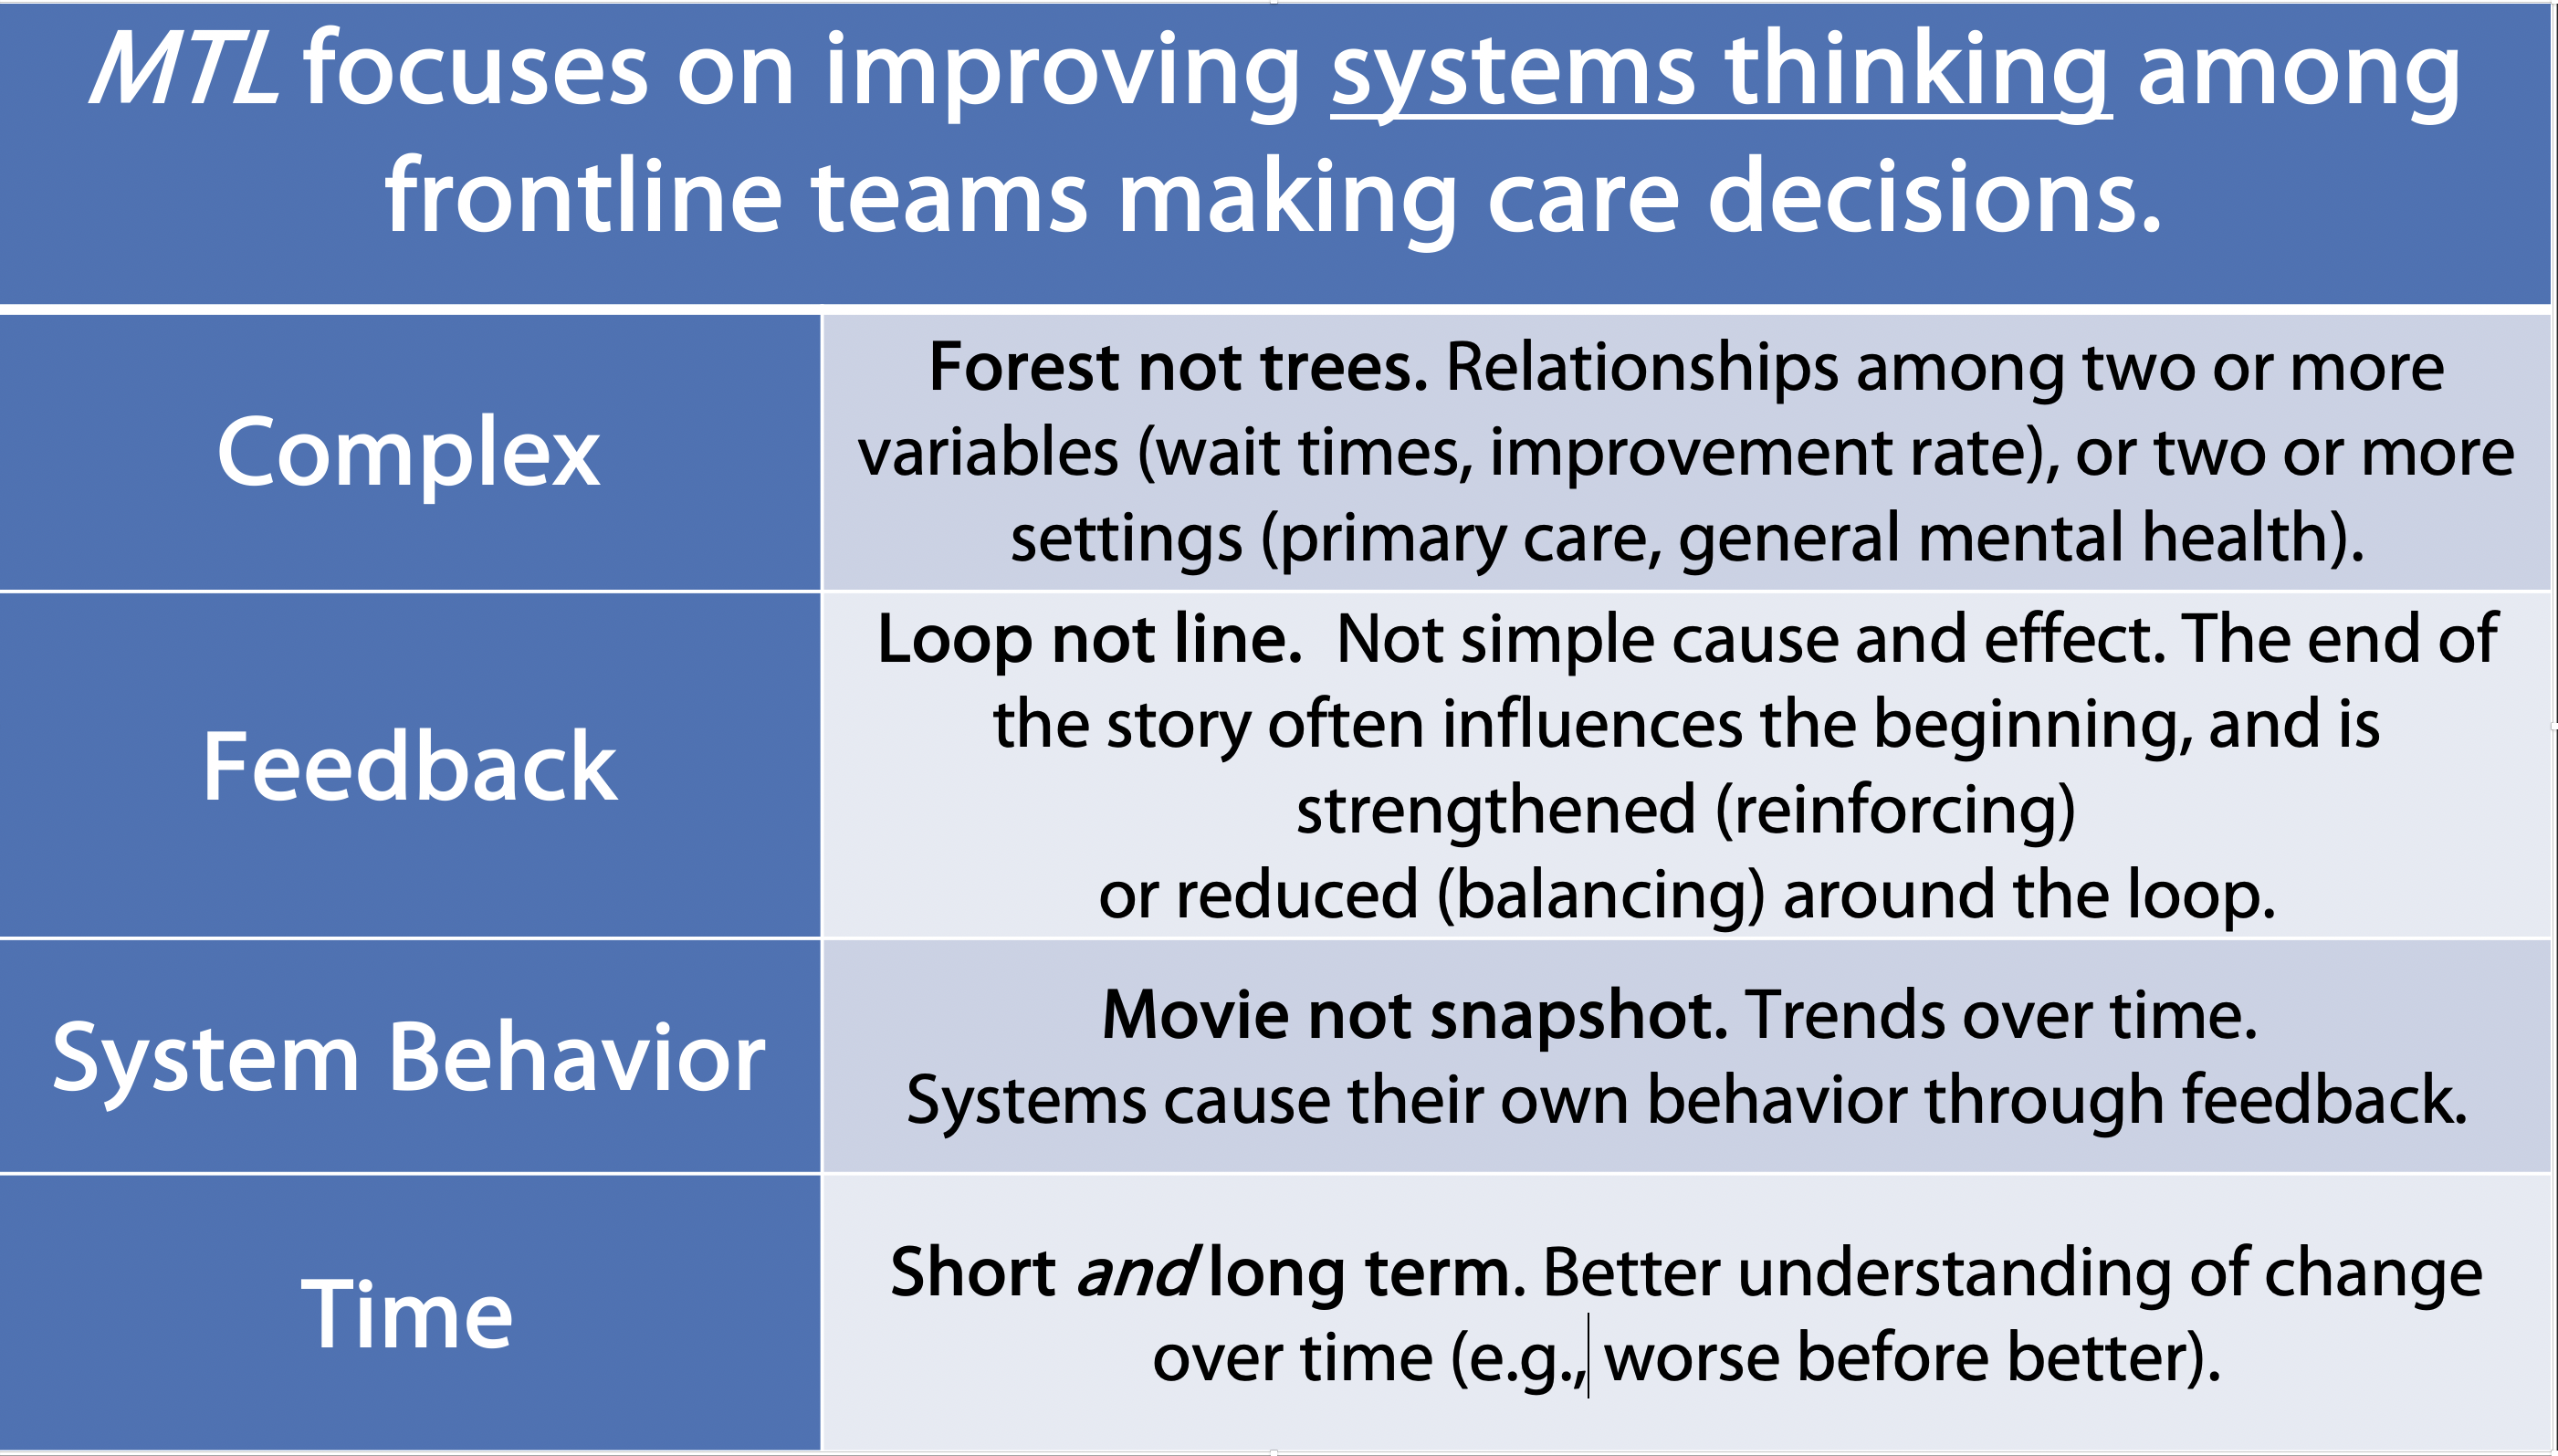 MTL focuses on improving systems thinking among
frontline teams making care decisions.
Complex
Forest not trees. Relationships among two or more
variables (wait times, improvement rate), or two or more
settings (primary care, general mental health).
Feedback
Loop not line.  Not simple cause and effect. The end of
the story often influences the beginning, and is
strengthened (reinforcing)
or reduced (balancing) around the loop.
System Behavior
Movie not snapshot. Trends over time.
Systems cause their own behavior through feedback.
Time
Short and long term. Better understanding of change
over time (e.g., worse before better).